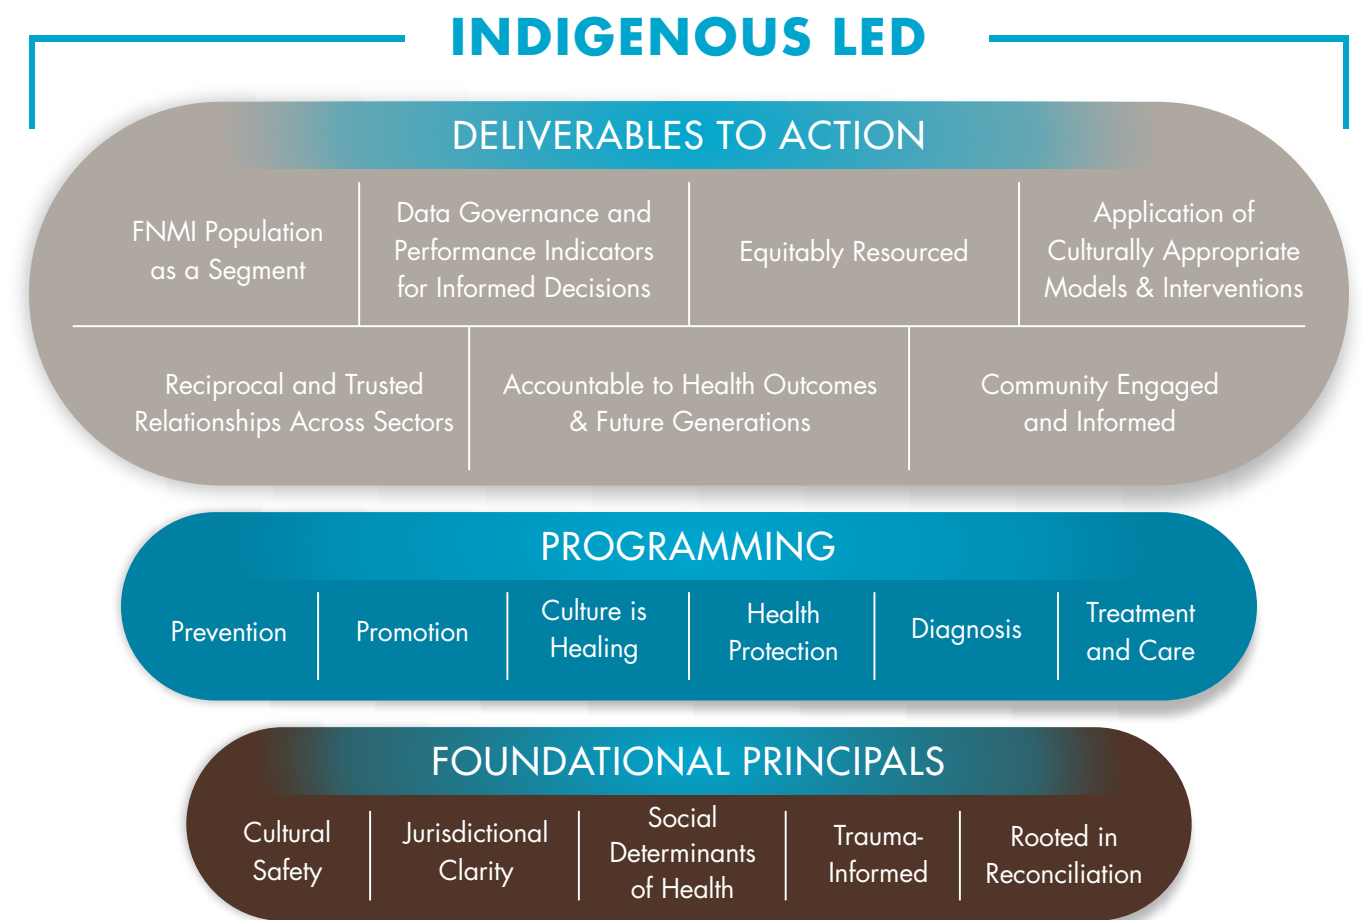 INDIGENOUS LED
DELIVERABLES TO ACTION
FNMI Population
as a Segment
Data Governance and
Performance Indicators
for Informed Decisions
Equitably Resourced
Application of
Culturally Appropriate
Models & Interventions
Reciprocal and Trusted
Relationships Across Sectors
Accountable to Health Outcomes
& Future Generations
Community Engaged
and Informed
PROGRAMMING
Prevention
Promotion
Culture is
Healing
Health
Protection
Diagnosis
Treatment
and Care
FOUNDATIONAL PRINCIPALS
Cultural
Safety
Jurisdictional
Clarity
Social
Determinants
of Health
Trauma-
Informed
Rooted in
Reconciliation